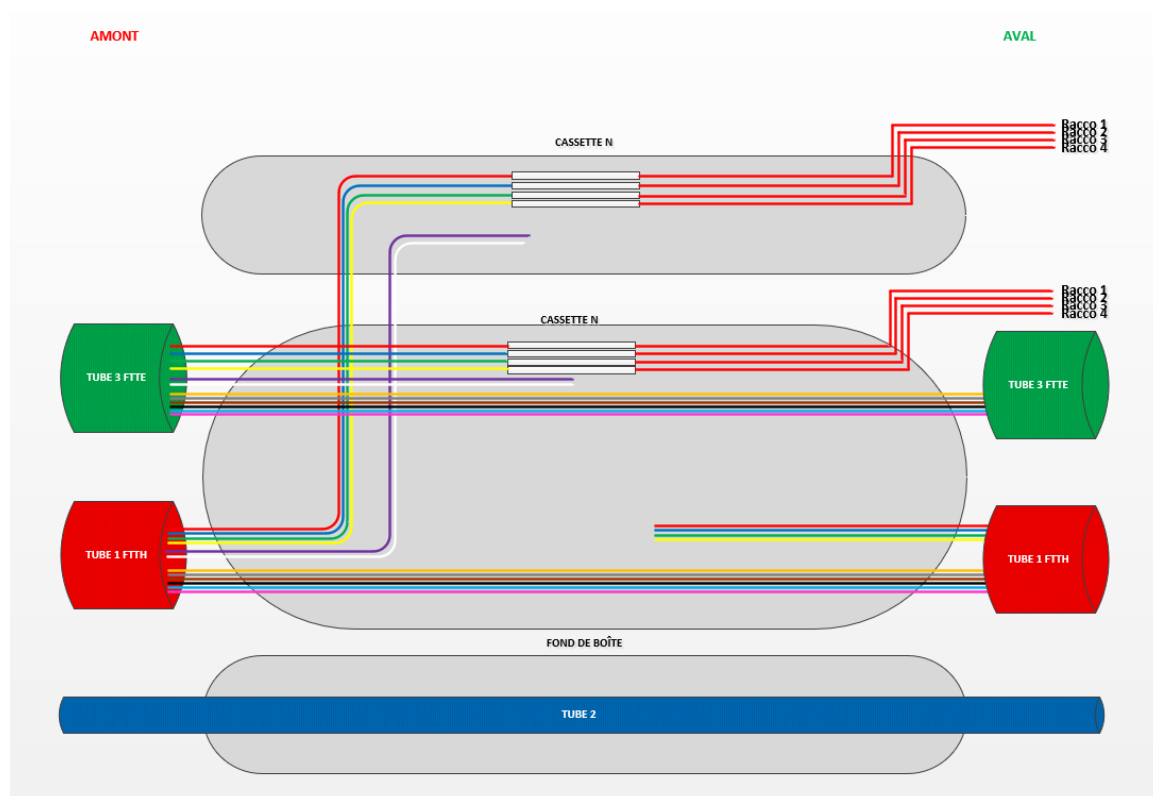 AMONT
AVAL
CASSETTE N
Racco 1
Racco 2
Racco 3
Racco 4
CASSETTE N
Racco 1
Racco 2
Racco 3
Racco 4
TUBE 3 FTTE
TUBE 3 FTTE
TUBE 1 FTTH
TUBE 1 FTTH
FOND DE BOÎTE
TUBE 2